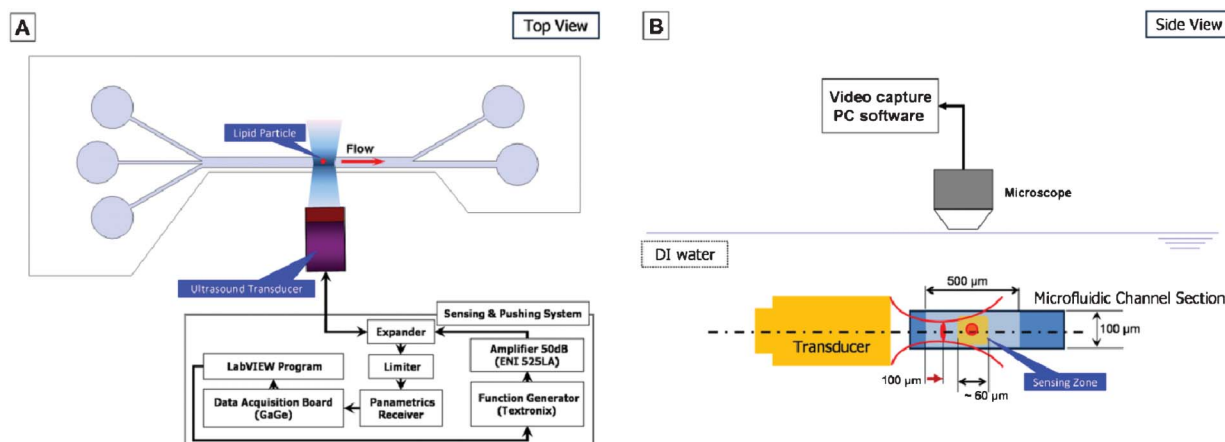 A
Top View
Lipid Particle
Flow
Ultrasound Transducer
Sensing & Pushing System
Expander
Amplifier 50dB
(ENI 525LA)
LabVIEW Program
Limiter
Data Acquisition Board
(GaGe)
Panametrics
Receiver
Function Generator
(Textronix)
B
Side View
Video capture
PC software
Microscope
DI water
500 µm
Microfluidic Channel Section
100 µm
Transducer
100 µm
Sensing Zone
~ 60 µm